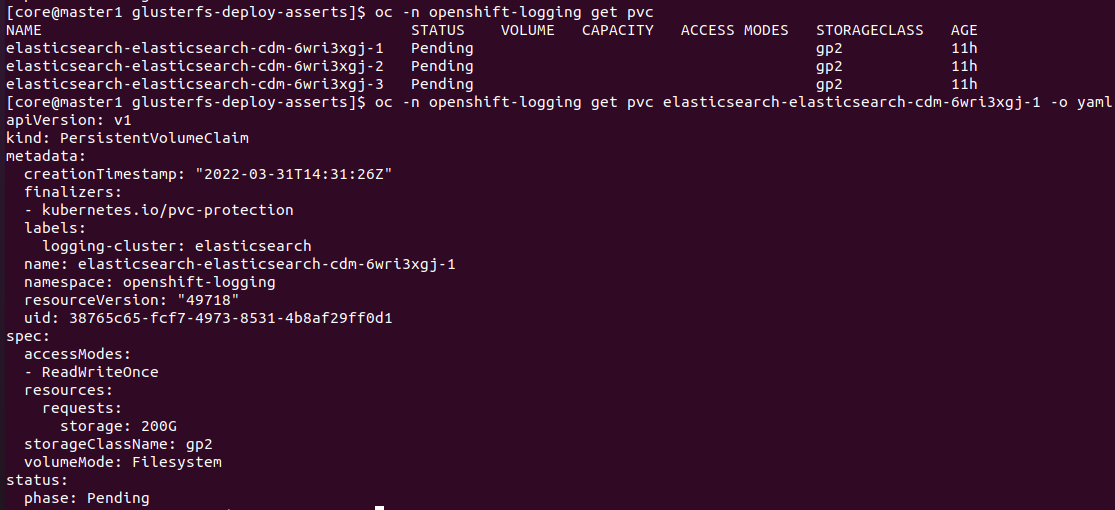 [core@master1 glusterfs-deploy-asserts]$ oc -n openshift-logging get pvc
NAME STATUS VOLUME CAPACITY ACCESS MODES STORAGECLASS AGE
elasticsearch-elasticsearch-cdm-6wri3xgj-1 Pending gp2 11h
elasticsearch-elasticsearch-cdm-6wri3xgj-2 Pending gp2 11h
elasticsearch-elasticsearch-cdm-6wri3xgj-3 Pending gp2 11h
[core@master1 glusterfs-deploy-asserts]$ oc -n openshift-logging get pvc elasticsearch-elasticsearch-cdm-6wri3xgj-1 -o yaml
apiVersion: v1
kind: PersistentVolumeClaim
metadata:
  creationTimestamp: "2022-03-31T14:31:26Z"
  finalizers:
  - kubernetes.io/pvc-protection
  labels:
    logging-cluster: elasticsearch
  name: elasticsearch-elasticsearch-cdm-6wri3xgj-1
  namespace: openshift-logging
  resourceVersion: "49718"
  uid: 38765c65-fcf7-4973-8531-4b8af29ff0d1
spec:
  accessModes:
  - ReadWriteOnce
  resources:
    requests:
      storage: 200G
  storageClassName: gp2
  volumeMode: Filesystem
status:
  phase: Pending